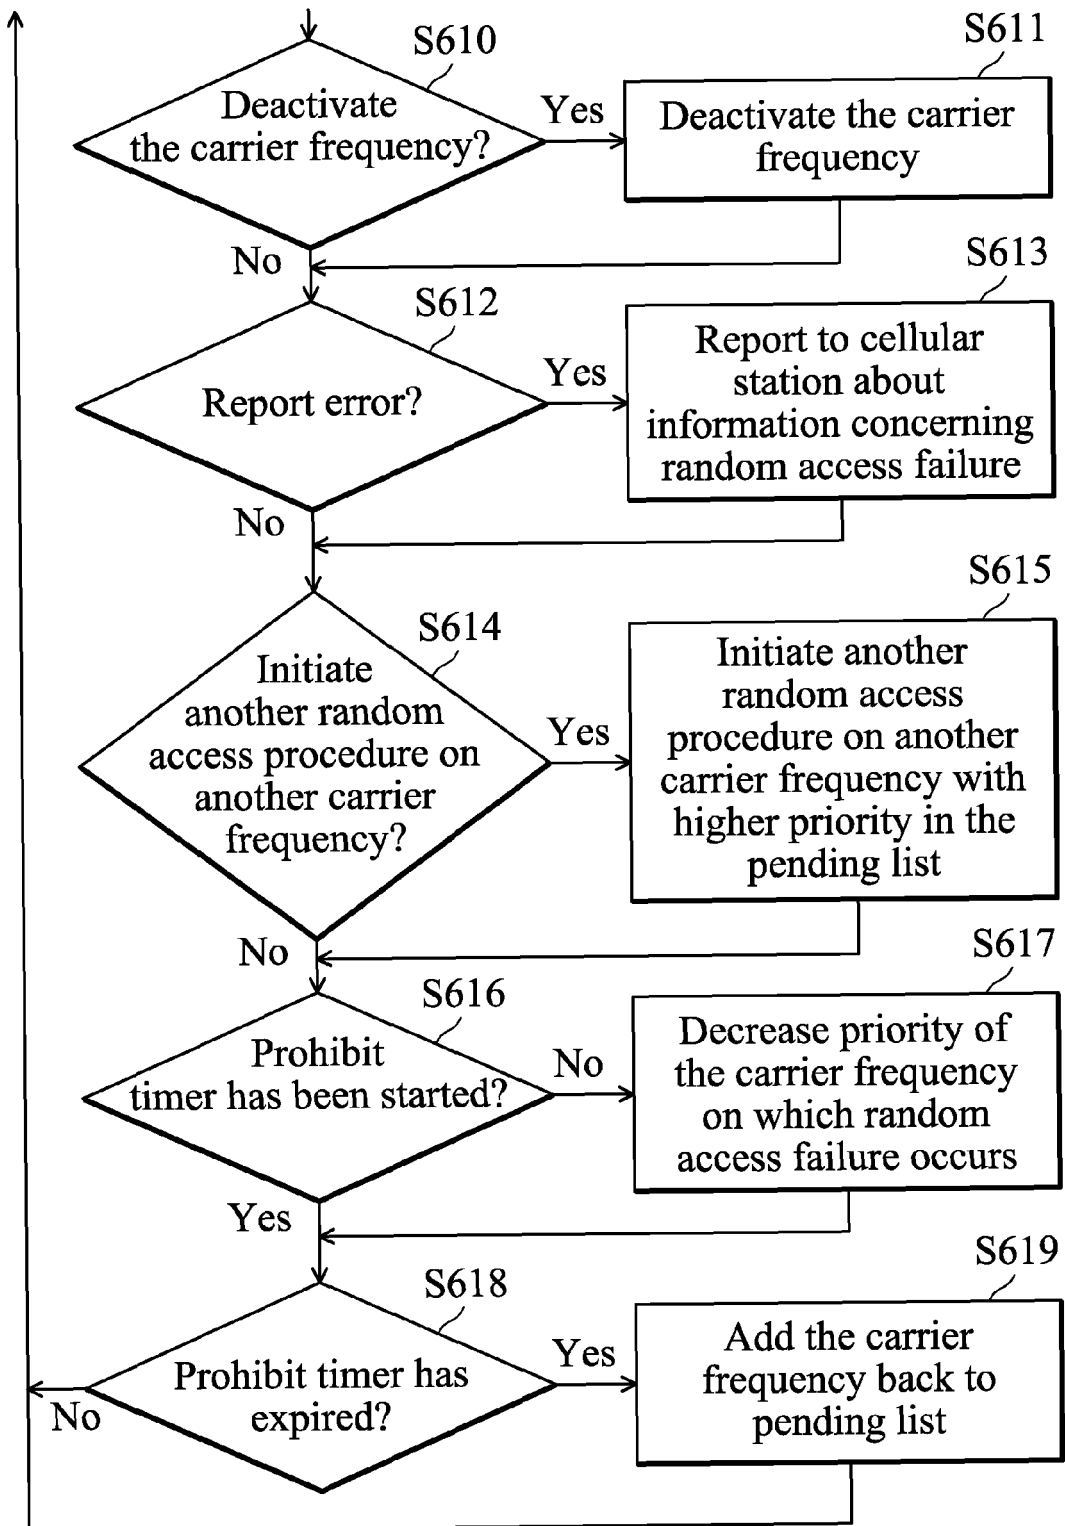 S610
Deactivate
the carrier frequency?
Yes
S611
Deactivate the carrier
frequency
No
S612
Report error?
Yes
S613
Report to cellular
station about
information concerning
random access failure
No
S614
Initiate
another random
access procedure on
another carrier
frequency?
Yes
S615
Initiate another
random access
procedure on another
carrier frequency with
higher priority in the
pending list
No
S616
Prohibit
timer has been started?
No
S617
Decrease priority of
the carrier frequency
on which random
access failure occurs
Yes
S618
Prohibit timer has
expired?
Yes
S619
Add the carrier
frequency back to
pending list
No